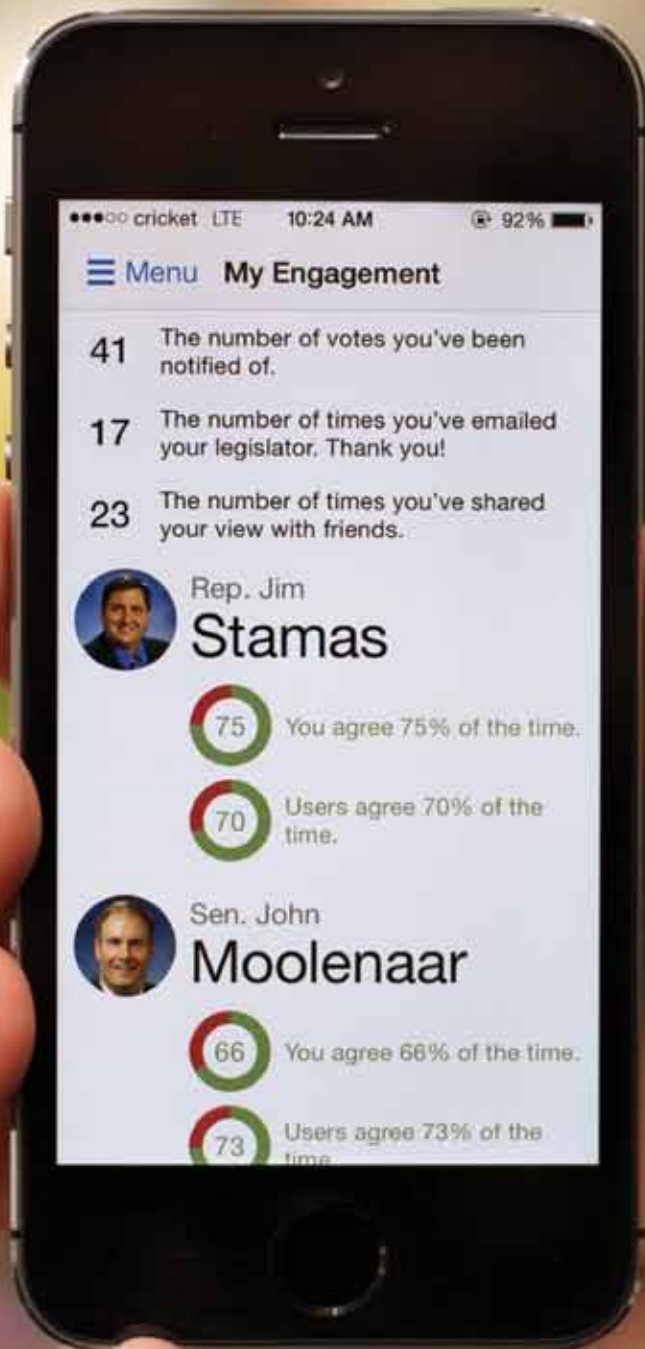 cricket LTE 10:24 AM 92%
Menu My Engagement
41 The number of votes you've been
notified of.
17 The number of times you've emailed
your legislator. Thank you!
23 The number of times you've shared
your view with friends.
Rep. Jim
Stamas
75 You agree 75% of the time.
70 Users agree 70% of the
time.
Sen. John
Moolenaar
66 You agree 66% of the time.
73 Users agree 73% of the
time.